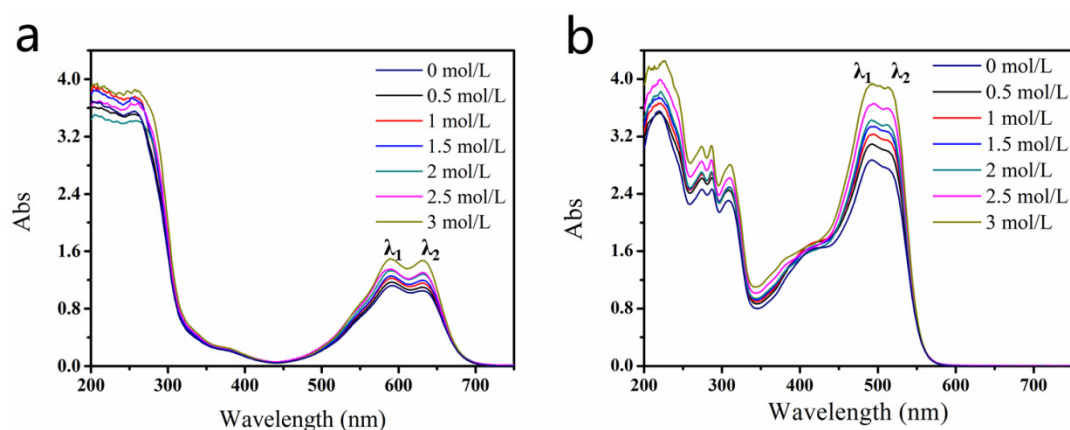 a
Abs
4.0
3.2
2.4
1.6
0.8
0.0
200 300 400 500 600 700
Wavelength (nm)
λ₁ λ₂
0 mol/L
0.5 mol/L
1 mol/L
1.5 mol/L
2 mol/L
2.5 mol/L
3 mol/L
b
Abs
4.0
3.2
2.4
1.6
0.8
0.0
200 300 400 500 600 700
Wavelength (nm)
λ₁ λ₂
0 mol/L
0.5 mol/L
1 mol/L
1.5 mol/L
2 mol/L
2.5 mol/L
3 mol/L